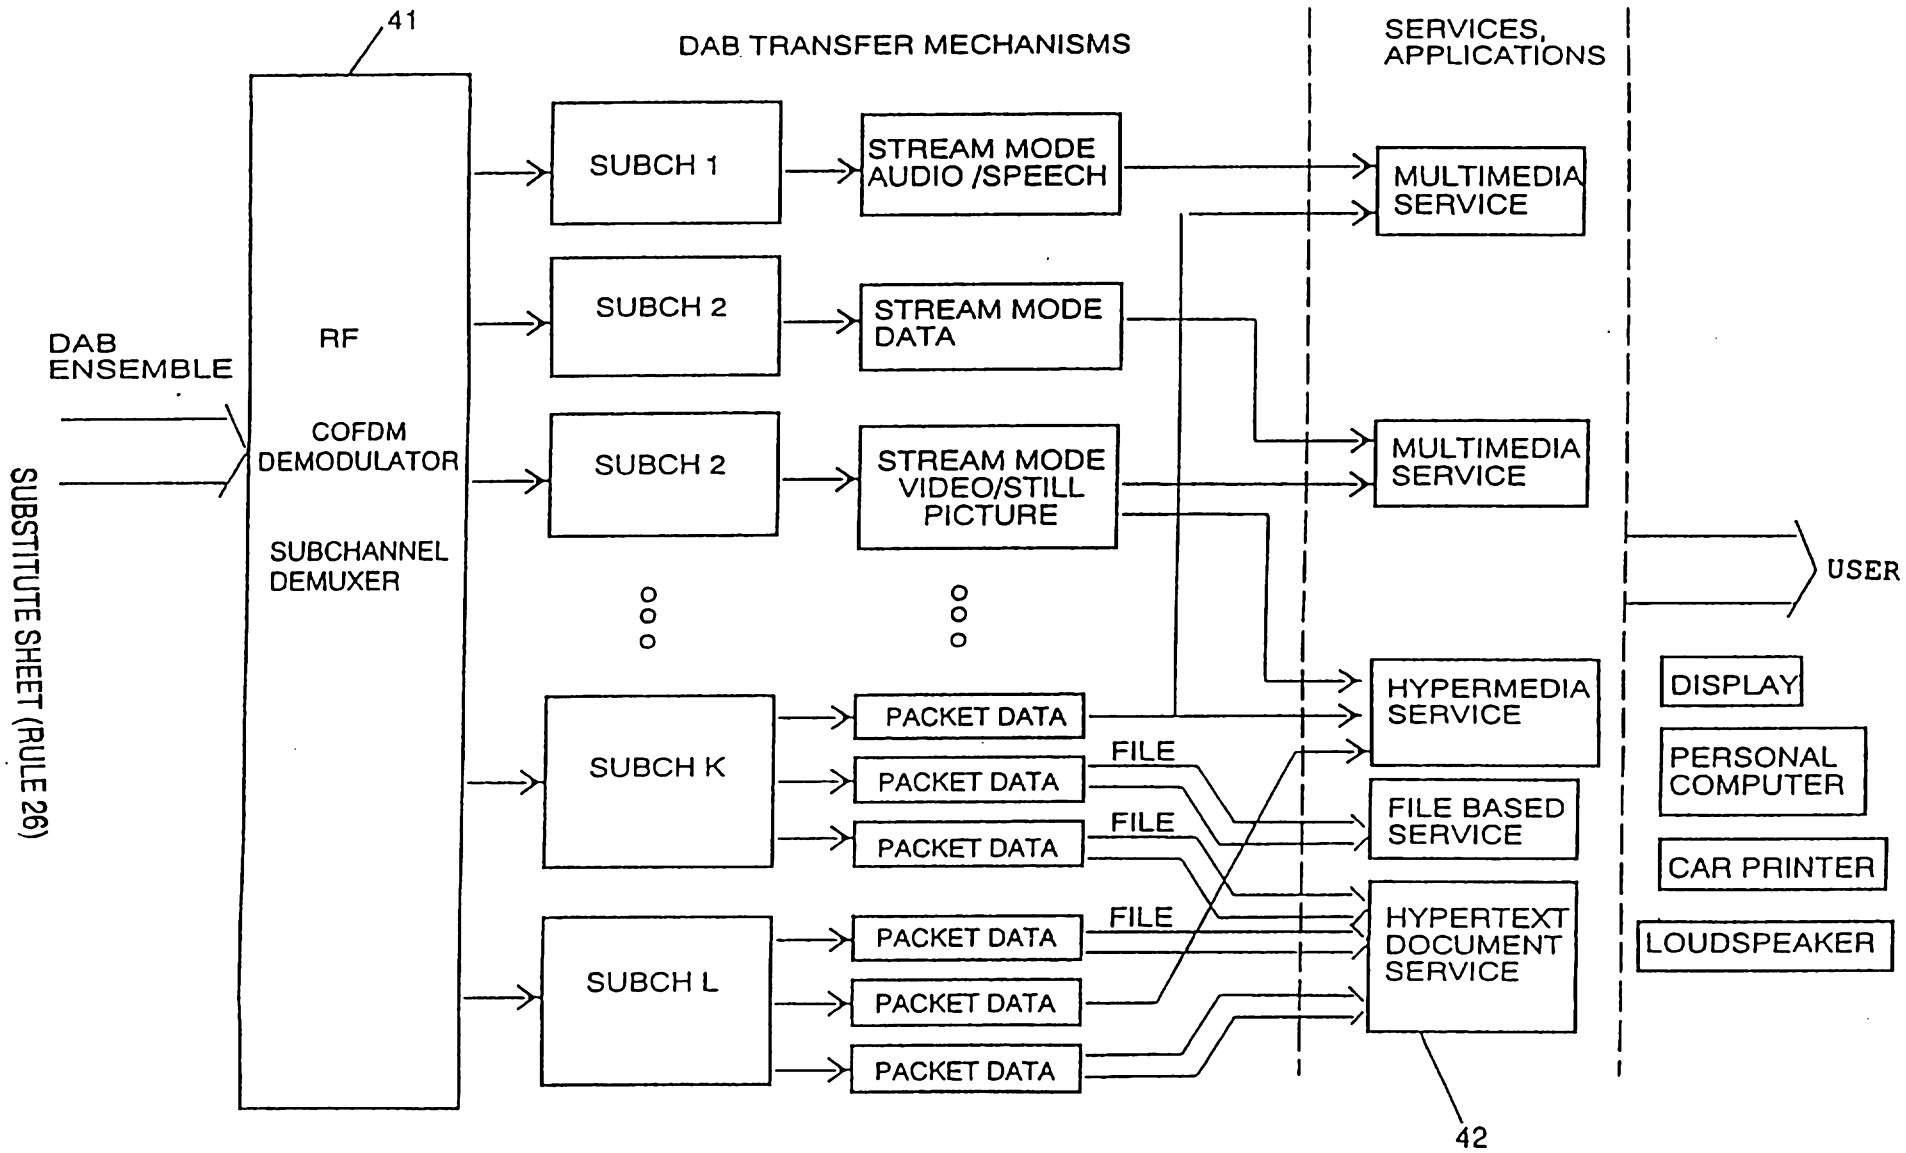 41
DAB TRANSFER MECHANISMS
SERVICES,
APPLICATIONS
DAB
ENSEMBLE
RF
COFDM
DEMODULATOR
SUBCHANNEL
DEMUXER
SUBCH 1
STREAM MODE
AUDIO /SPEECH
MULTIMEDIA
SERVICE
SUBCH 2
STREAM MODE
DATA
SUBCH 2
STREAM MODE
VIDEO/STILL
PICTURE
MULTIMEDIA
SERVICE
USER
SUBCH K
PACKET DATA
FILE
PACKET DATA
FILE
PACKET DATA
HYPERMEDIA
SERVICE
FILE BASED
SERVICE
SUBCH L
PACKET DATA
FILE
PACKET DATA
PACKET DATA
HYPERTEXT
DOCUMENT
SERVICE
42
DISPLAY
PERSONAL
COMPUTER
CAR PRINTER
LOUDSPEAKER
SUBSTITUTE SHEET (RULE 26)